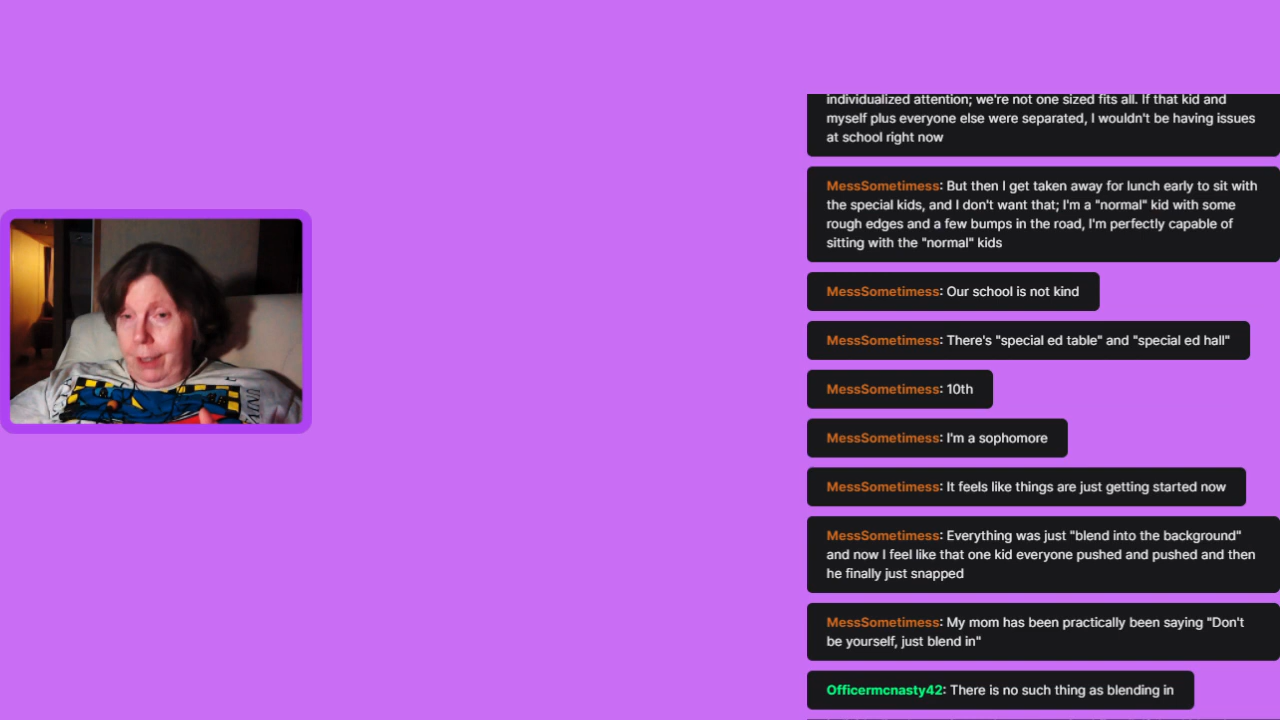 individualized attention; we're not one sized fits all. If that kid and
myself plus everyone else were separated, I wouldn't be having issues
at school right now
MessSometimess: But then I get taken away for lunch early to sit with
the special kids, and I don't want that; I'm a "normal" kid with some
rough edges and a few bumps in the road, I'm perfectly capable of
sitting with the "normal" kids
MessSometimess: Our school is not kind
MessSometimess: There's "special ed table" and "special ed hall"
MessSometimess: 10th
MessSometimess: I'm a sophomore
MessSometimess: It feels like things are just getting started now
MessSometimess: Everything was just "blend into the background"
and now I feel like that one kid everyone pushed and pushed and then
he finally just snapped
MessSometimess: My mom has been practically been saying "Don't
be yourself, just blend in"
Officermcnasty42: There is no such thing as blending in